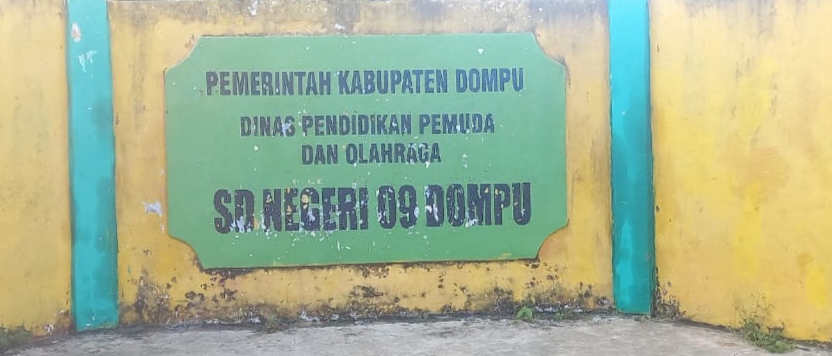 PEMERINTAH KABUPATEN DOMPU
DINAS PENDIDIKAN PEMUDA
DAN OLAHRAGA
SD NEGERI 09 DOMPU